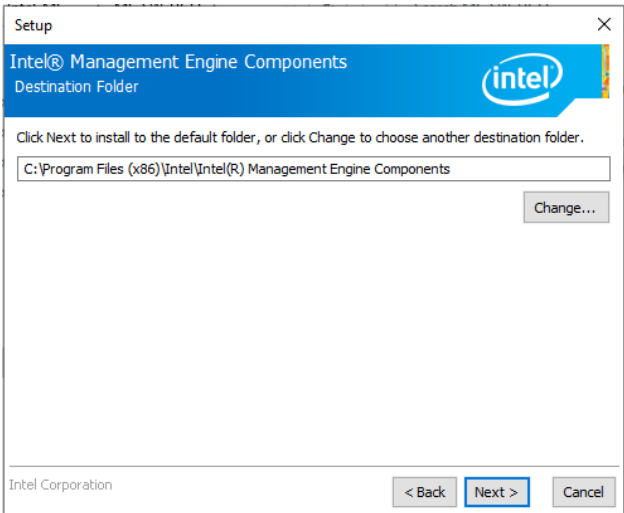 Setup
Intel® Management Engine Components
Destination Folder
intel
Click Next to install to the default folder, or click Change to choose another destination folder.
C:\Program Files (x86)\Intel\Intel(R) Management Engine Components
Change...
Intel Corporation
< Back
Next >
Cancel